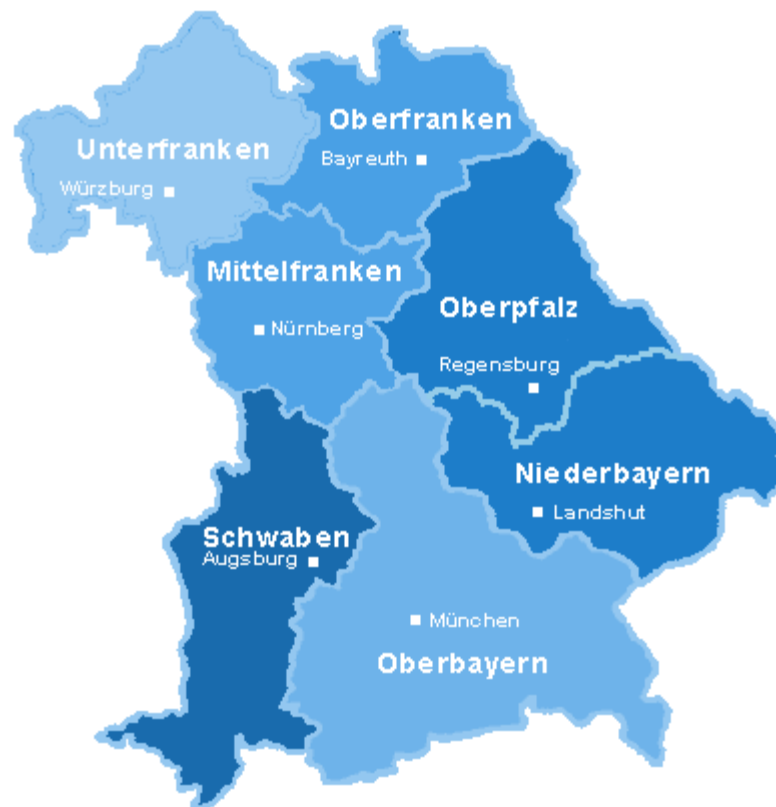 Oberfranken
Bayreuth
Unterfranken
Würzburg
Mittelfranken
Nürnberg
Oberpfalz
Regensburg
Niederbayern
Landshut
Schwaben
Augsburg
München
Oberbayern